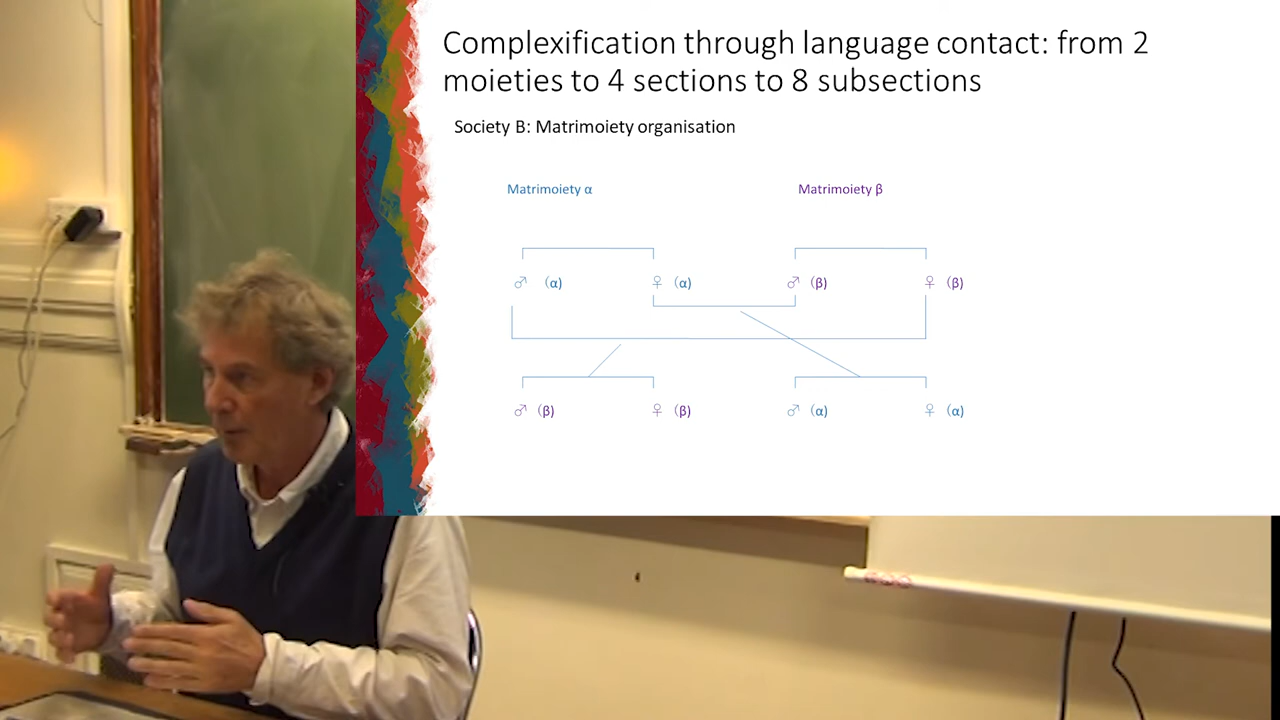 Complexification through language contact: from 2
moieties to 4 sections to 8 subsections
Society B: Matrimoiety organisation
Matrimoiety α Matrimoiety β
♂ (α) ♀ (α) ♂ (β) ♀ (β)
♂ (β) ♀ (β) ♂ (α) ♀ (α)